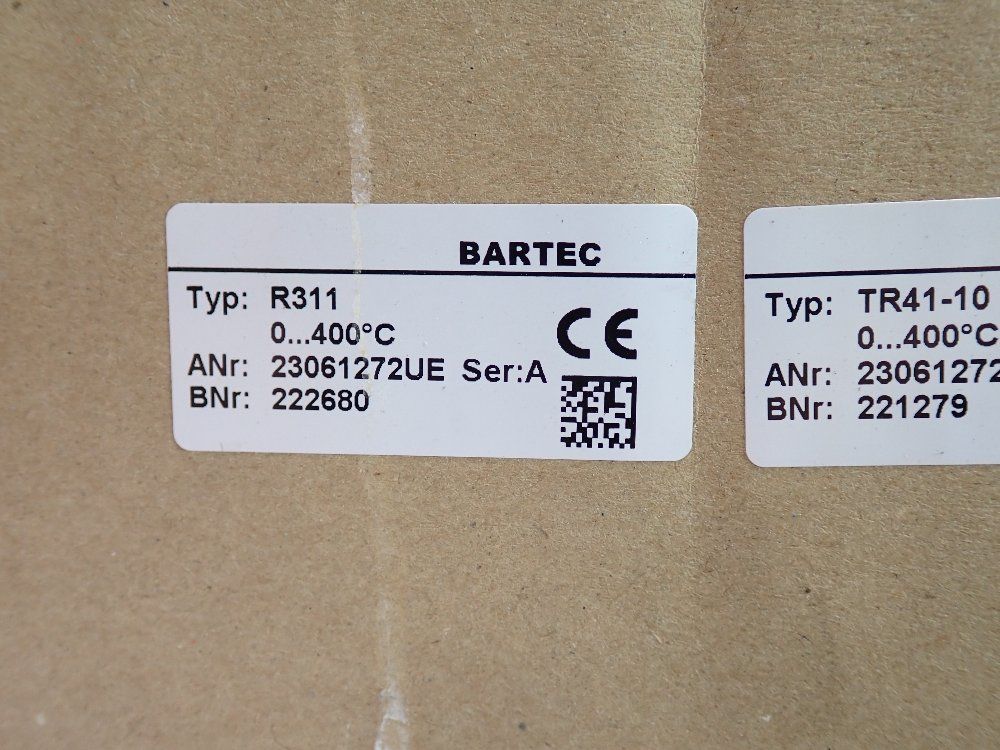 BARTEC
Typ: R311
0...400°C
ANr: 23061272UE Ser:A
BNr: 222680
CE
Typ: TR41-10
0...400°C
ANr: 23061272
BNr: 221279